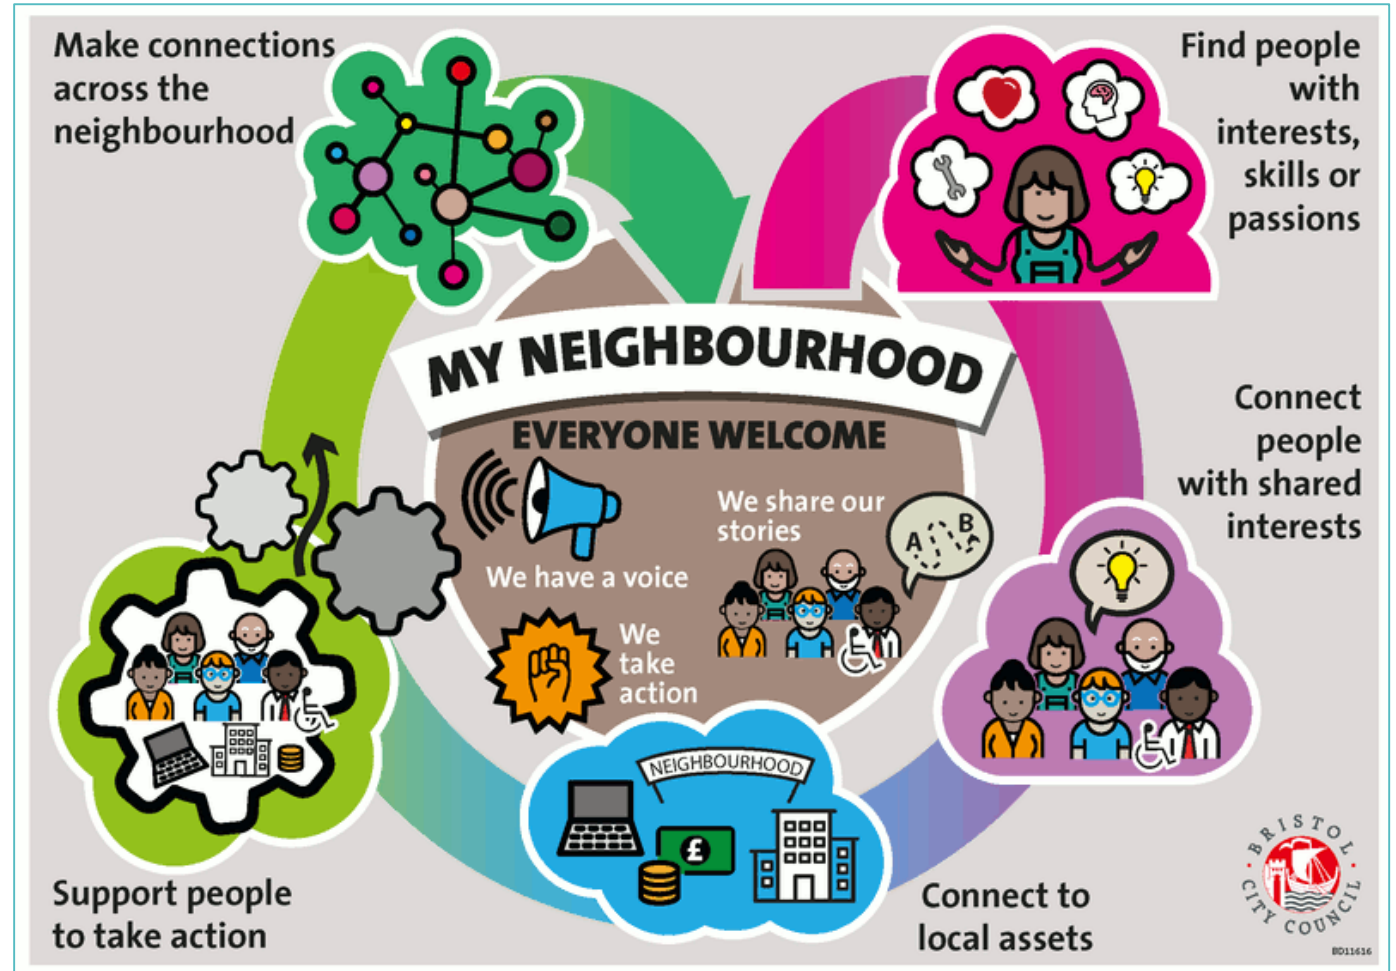 Make connections
across the
neighbourhood
Find people
with
interests,
skills or
passions
MY NEIGHBOURHOOD
EVERYONE WELCOME
We have a voice
We share our
stories
A
B
We
take
action
Connect
people
with shared
interests
NEIGHBOURHOOD
£
Connect to
local assets
Support people
to take action
BRISTOL
CITY COUNCIL
BD11616